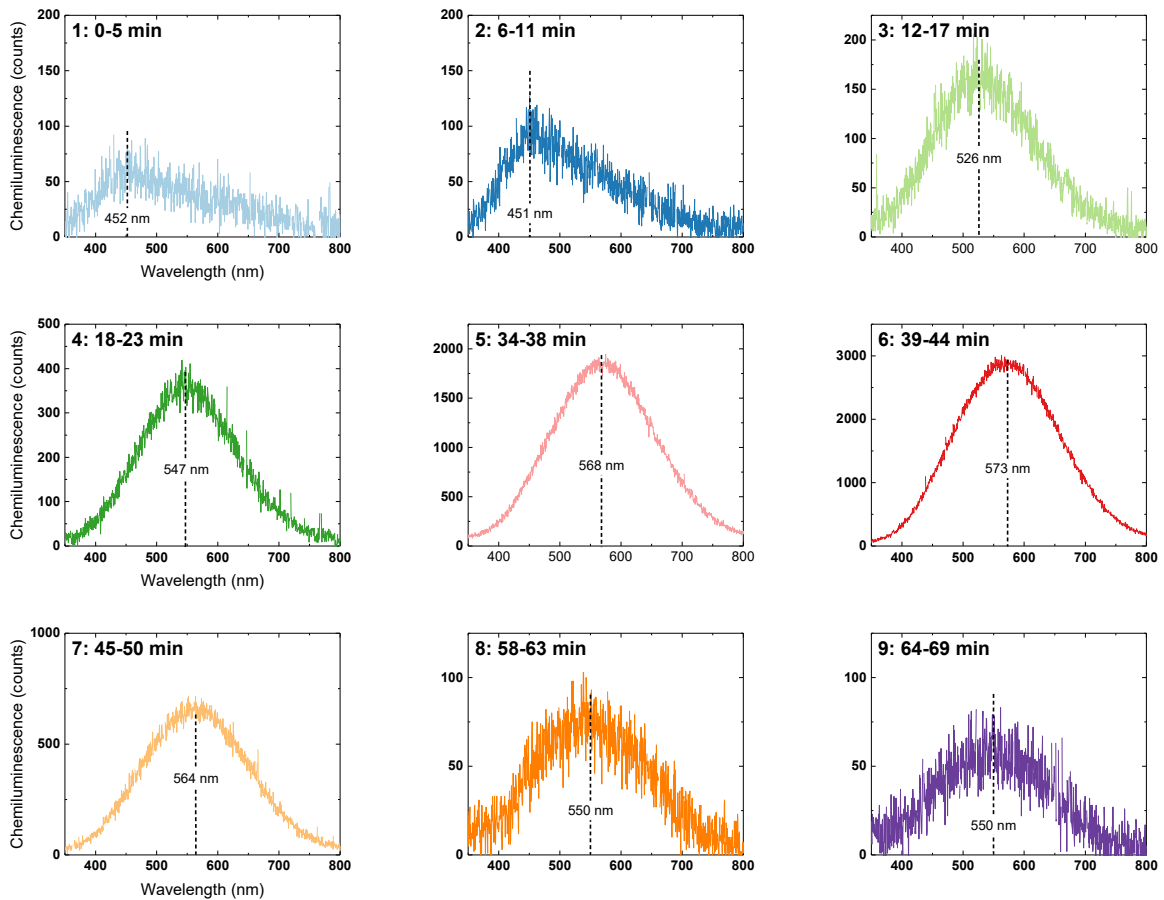 1: 0-5 min
Chemiluminescence (counts)
200
150
100
50
0
452 nm
400 500 600 700 800
Wavelength (nm)
2: 6-11 min
200
150
100
50
0
451 nm
400 500 600 700 800
3: 12-17 min
200
150
100
50
0
526 nm
400 500 600 700 800
4: 18-23 min
Chemiluminescence (counts)
500
400
300
200
100
0
547 nm
400 500 600 700 800
Wavelength (nm)
5: 34-38 min
2000
1500
1000
500
0
568 nm
400 500 600 700 800
6: 39-44 min
3000
2000
1000
0
573 nm
400 500 600 700 800
7: 45-50 min
Chemiluminescence (counts)
1000
500
0
564 nm
400 500 600 700 800
Wavelength (nm)
8: 58-63 min
100
50
0
550 nm
400 500 600 700 800
9: 64-69 min
100
50
0
550 nm
400 500 600 700 800